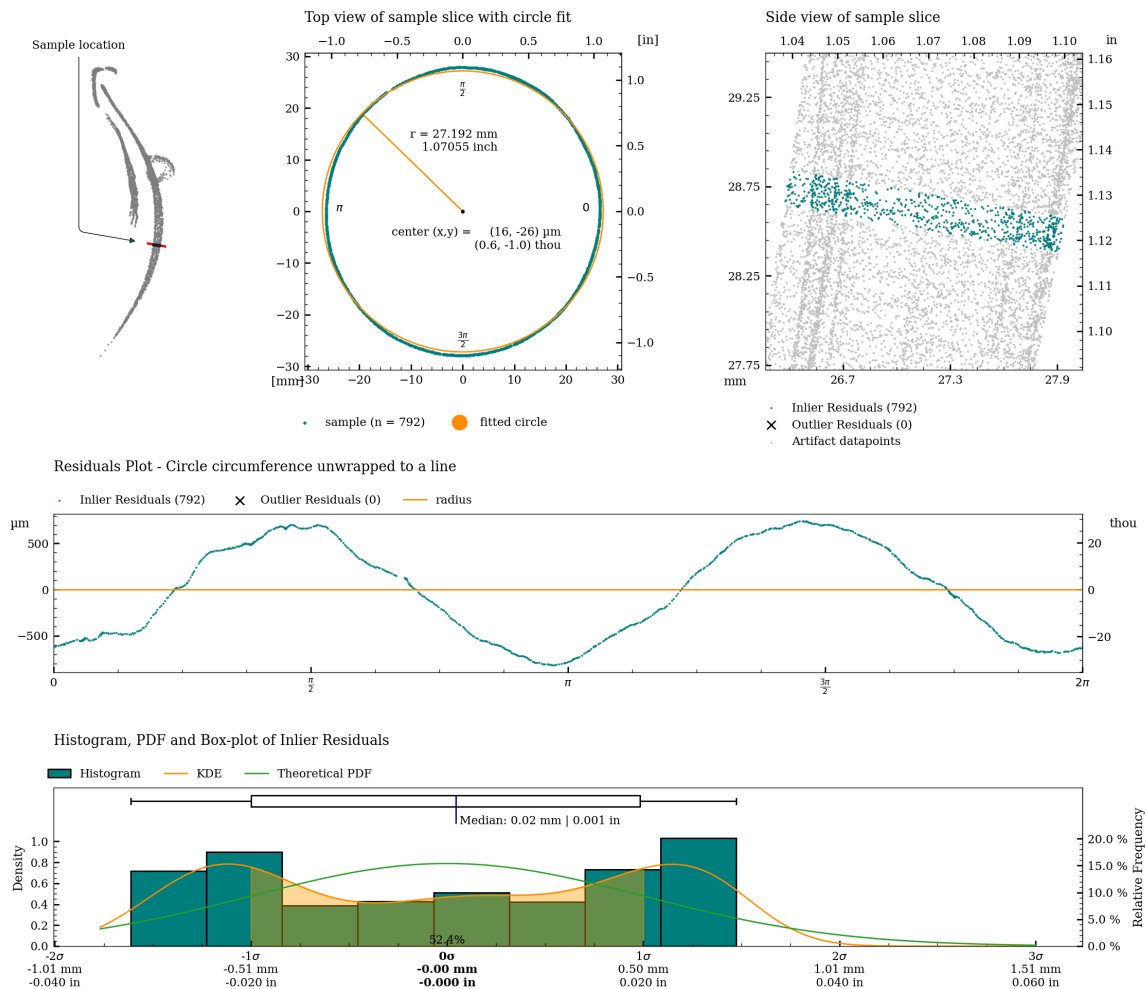 Sample location
Top view of sample slice with circle fit
−1.0 −0.5 0.0 0.5 1.0 [in]
30
20
10
0
−10
−20
−30
1.0
0.5
0.0
−0.5
−1.0
π/2
r = 27.192 mm
1.07055 inch
π 0
center (x,y) = (16, -26) µm
(0.6, -1.0) thou
3π/2
[mm] −30 −20 −10 0 10 20 30
sample (n = 792) fitted circle
Side view of sample slice
1.04 1.05 1.06 1.07 1.08 1.09 1.10 in
29.25
28.75
28.25
27.75
1.16
1.15
1.14
1.13
1.12
1.11
1.10
mm 26.7 27.3 27.9
Inlier Residuals (792)
Outlier Residuals (0)
Artifact datapoints
Residuals Plot - Circle circumference unwrapped to a line
Inlier Residuals (792) Outlier Residuals (0) radius
µm thou
500 20
0 0
−500 −20
0 π/2 π 3π/2 2π
Histogram, PDF and Box-plot of Inlier Residuals
Histogram KDE Theoretical PDF
Median: 0.02 mm | 0.001 in
Density
1.0
0.8
0.6
0.4
0.2
0.0
20.0 %
15.0 %
10.0 %
5.0 %
0.0 %
Relative Frequency
52.4%
-2σ -1σ 0σ 1σ 2σ 3σ
-1.01 mm -0.51 mm -0.00 mm 0.50 mm 1.01 mm 1.51 mm
-0.040 in -0.020 in -0.000 in 0.020 in 0.040 in 0.060 in